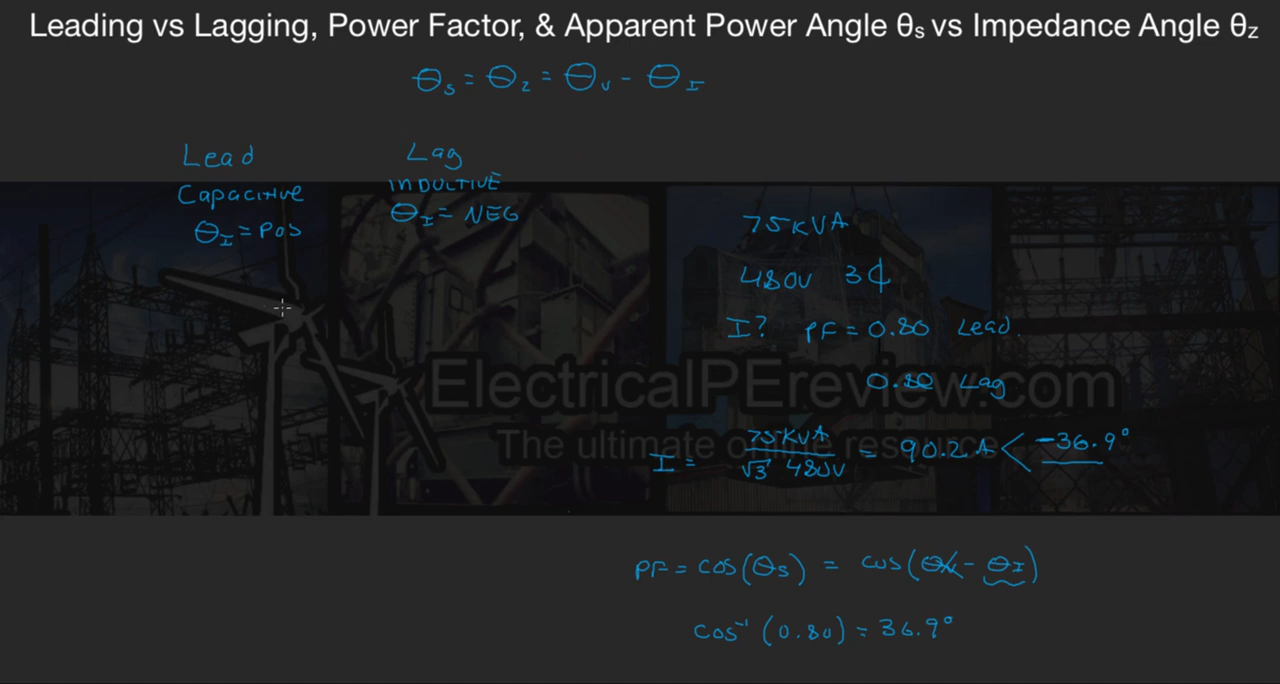 Leading vs Lagging, Power Factor, & Apparent Power Angle θs vs Impedance Angle θz
θs = θz = θv - θI
Lead
Capacitive
θI = POS
Lag
INDUCTIVE
θI = NEG
75KVA
480V 3¢
I? PF = 0.80 Lead
0.80 Lag
ElectricalPEreview.com
The ultimate online resource
I = 75KVA / √3 480V = 90.2A < -36.9°
PF = cos(θs) = cos(θv - θI)
cos⁻¹ (0.80) = 36.9°